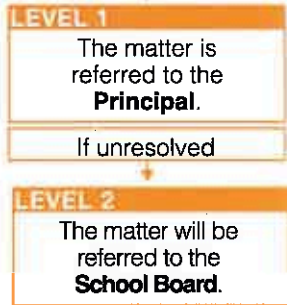 LEVEL 1
The matter is
referred to the
Principal.
If unresolved
LEVEL 2
The matter will be
referred to the
School Board.